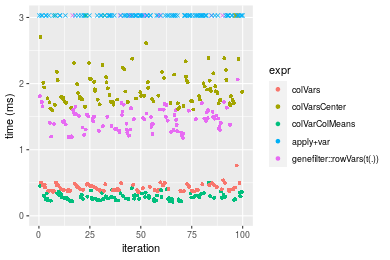 3
2
1
0
time (ms)
0
25
50
75
100
iteration
expr
colVars
colVarsCenter
colVarColMeans
apply+var
genefilter::rowVars(t(.))